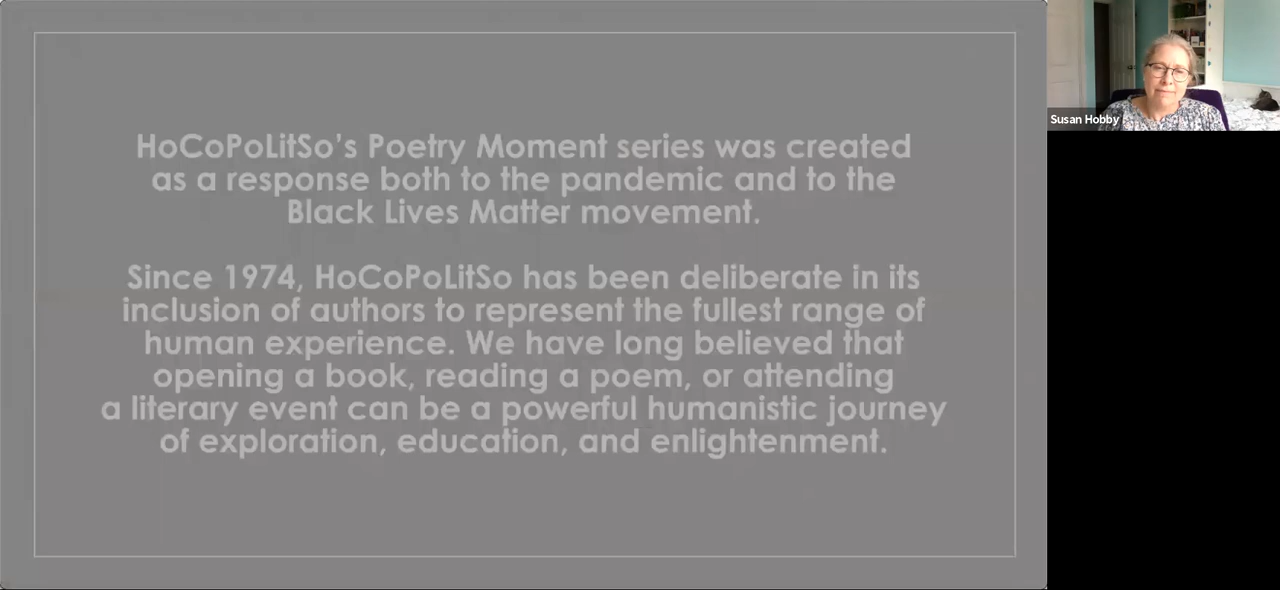 HoCoPoLitSo’s Poetry Moment series was created
as a response both to the pandemic and to the
Black Lives Matter movement.
Since 1974, HoCoPoLitSo has been deliberate in its
inclusion of authors to represent the fullest range of
human experience. We have long believed that
opening a book, reading a poem, or attending
a literary event can be a powerful humanistic journey
of exploration, education, and enlightenment.
Susan Hobby